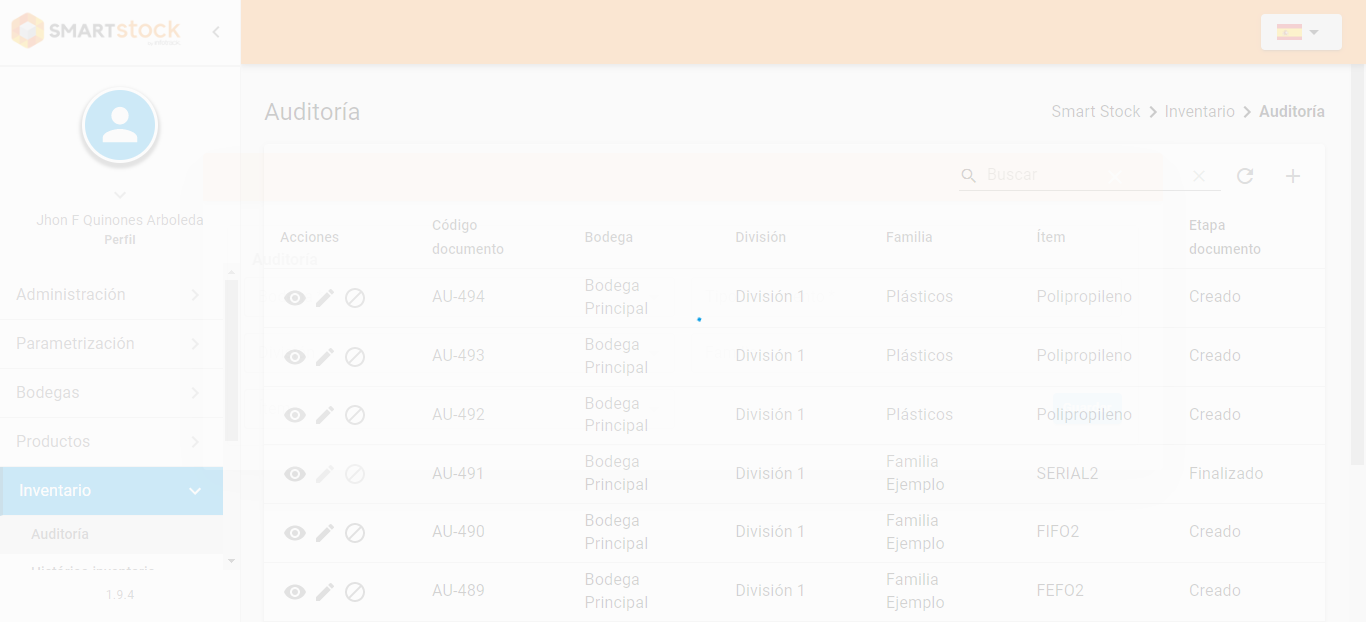 SMARTstock
Auditoría
Smart Stock > Inventario > Auditoría
Buscar
Jhon F Quinones Arboleda
Perfil
Administración
Parametrización
Bodegas
Productos
Inventario
Auditoría
1.9.4
Auditoría
Acciones Código documento Bodega División Familia Ítem Etapa documento
AU-494 Bodega Principal División 1 Plásticos Polipropileno Creado
AU-493 Bodega Principal División 1 Plásticos Polipropileno Creado
AU-492 Bodega Principal División 1 Plásticos Polipropileno Creado
AU-491 Bodega Principal División 1 Familia Ejemplo SERIAL2 Finalizado
AU-490 Bodega Principal División 1 Familia Ejemplo FIFO2 Creado
AU-489 Bodega Principal División 1 Familia Ejemplo FEFO2 Creado